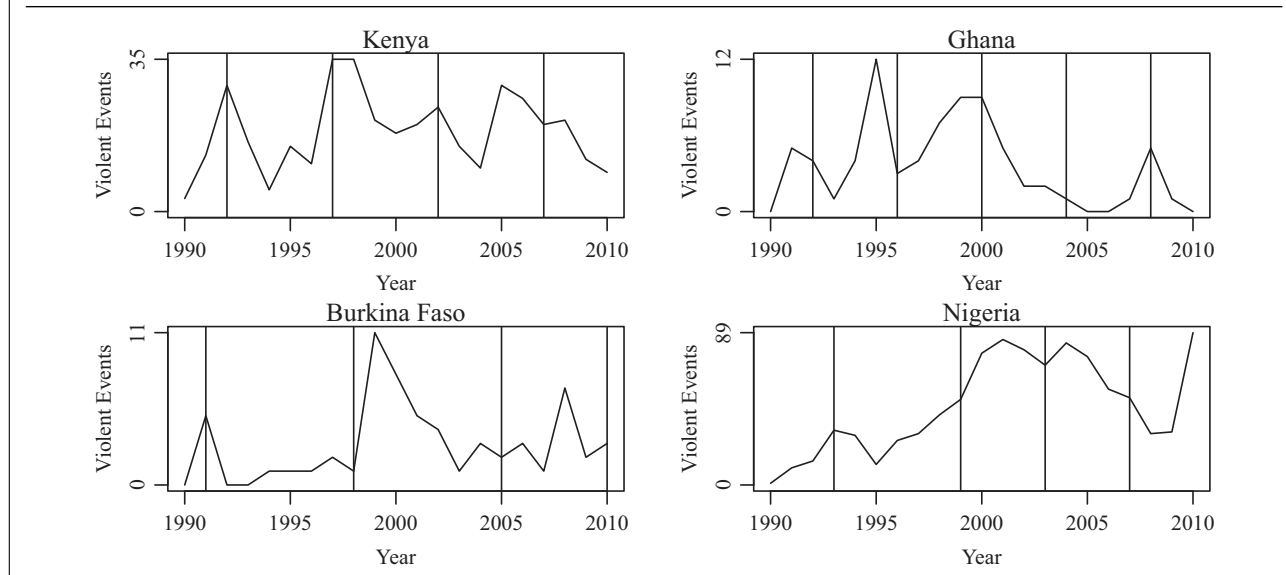 Kenya
35
0
Violent Events
1990 1995 2000 2005 2010
Year
Ghana
12
0
Violent Events
1990 1995 2000 2005 2010
Year
Burkina Faso
11
0
Violent Events
1990 1995 2000 2005 2010
Year
Nigeria
89
0
Violent Events
1990 1995 2000 2005 2010
Year